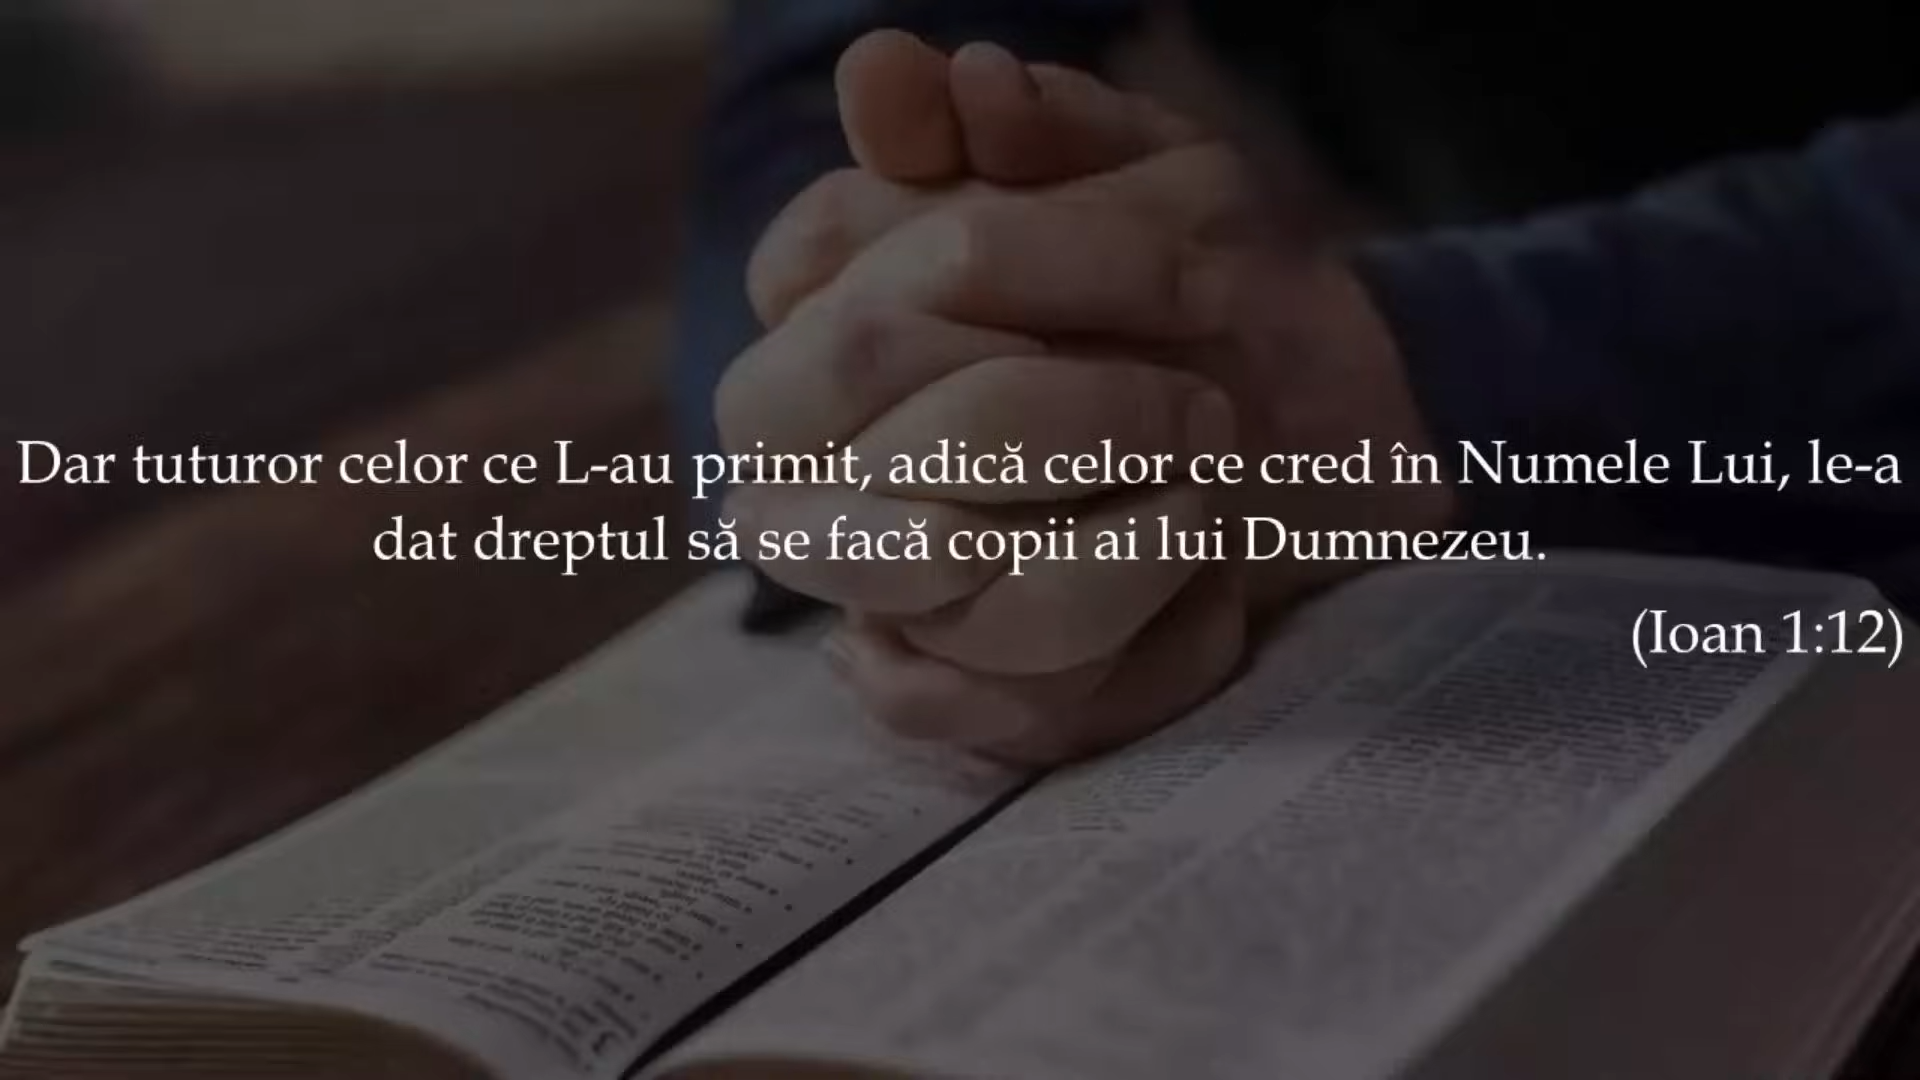 Dar tuturor celor ce L-au primit, adică celor ce cred în Numele Lui, le-a
dat dreptul să se facă copii ai lui Dumnezeu.
(Ioan 1:12)